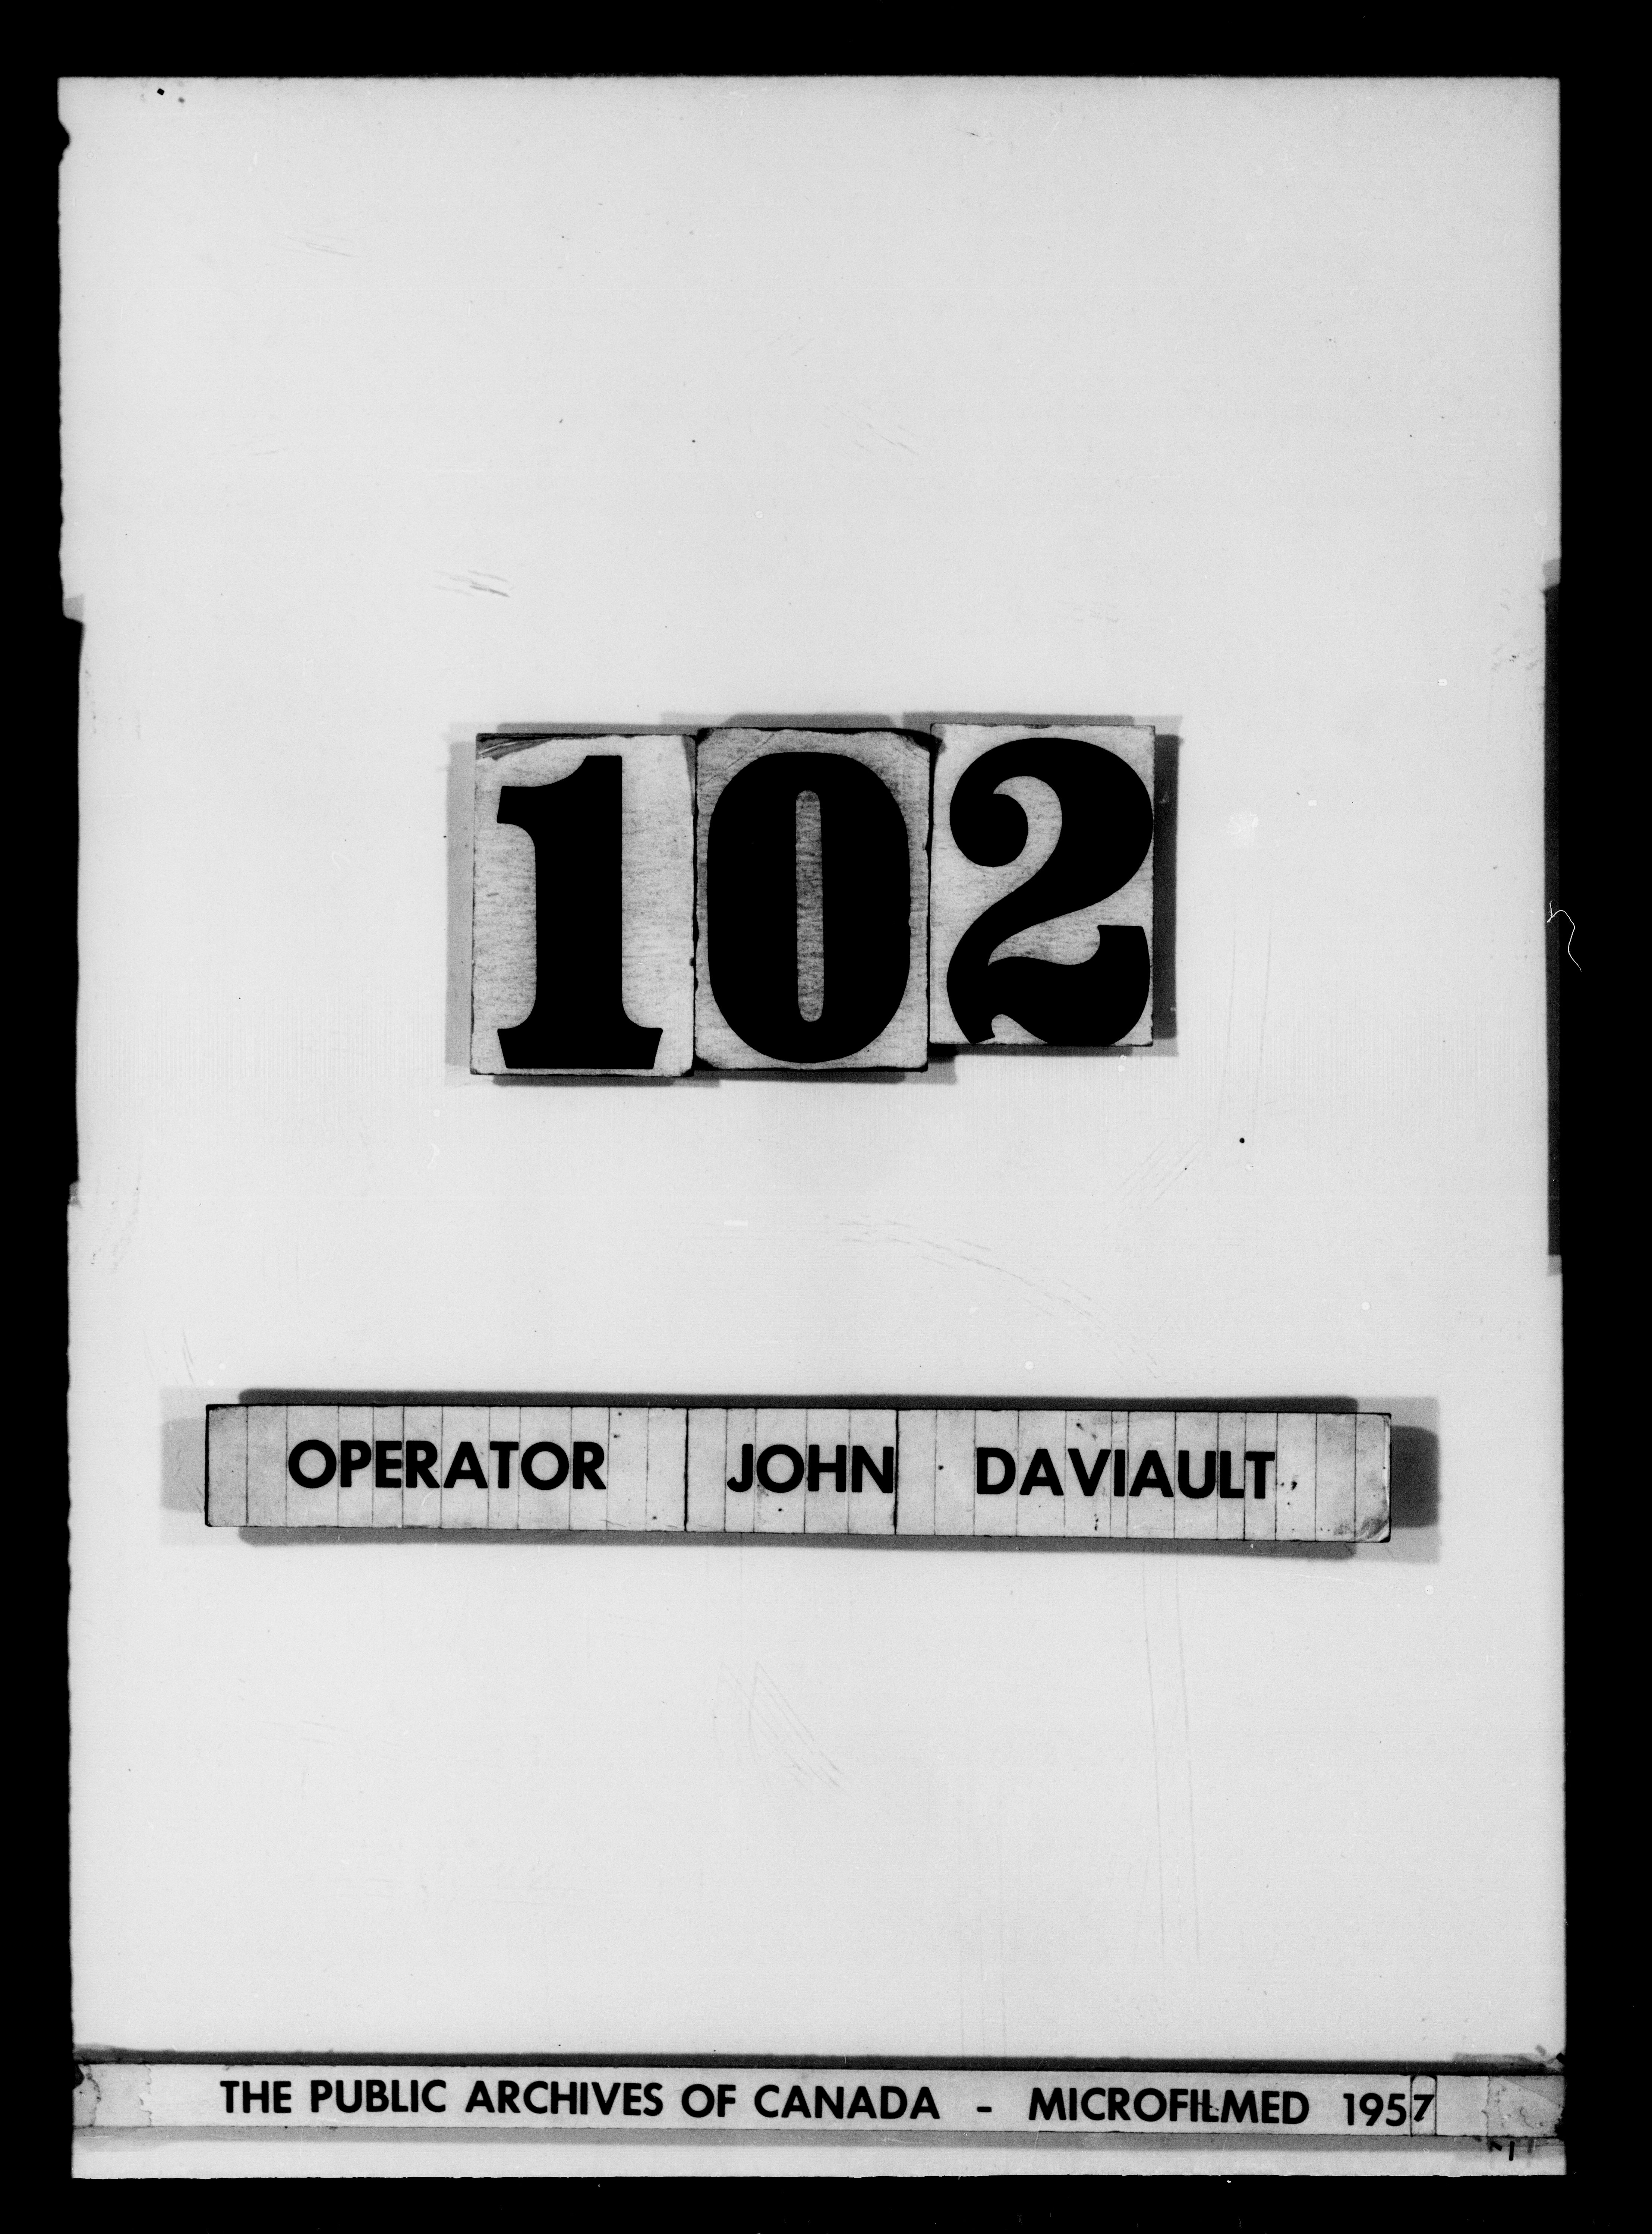 102
OPERATOR JOHN DAVIAULT
THE PUBLIC ARCHIVES OF CANADA - MICROFILMED 1957